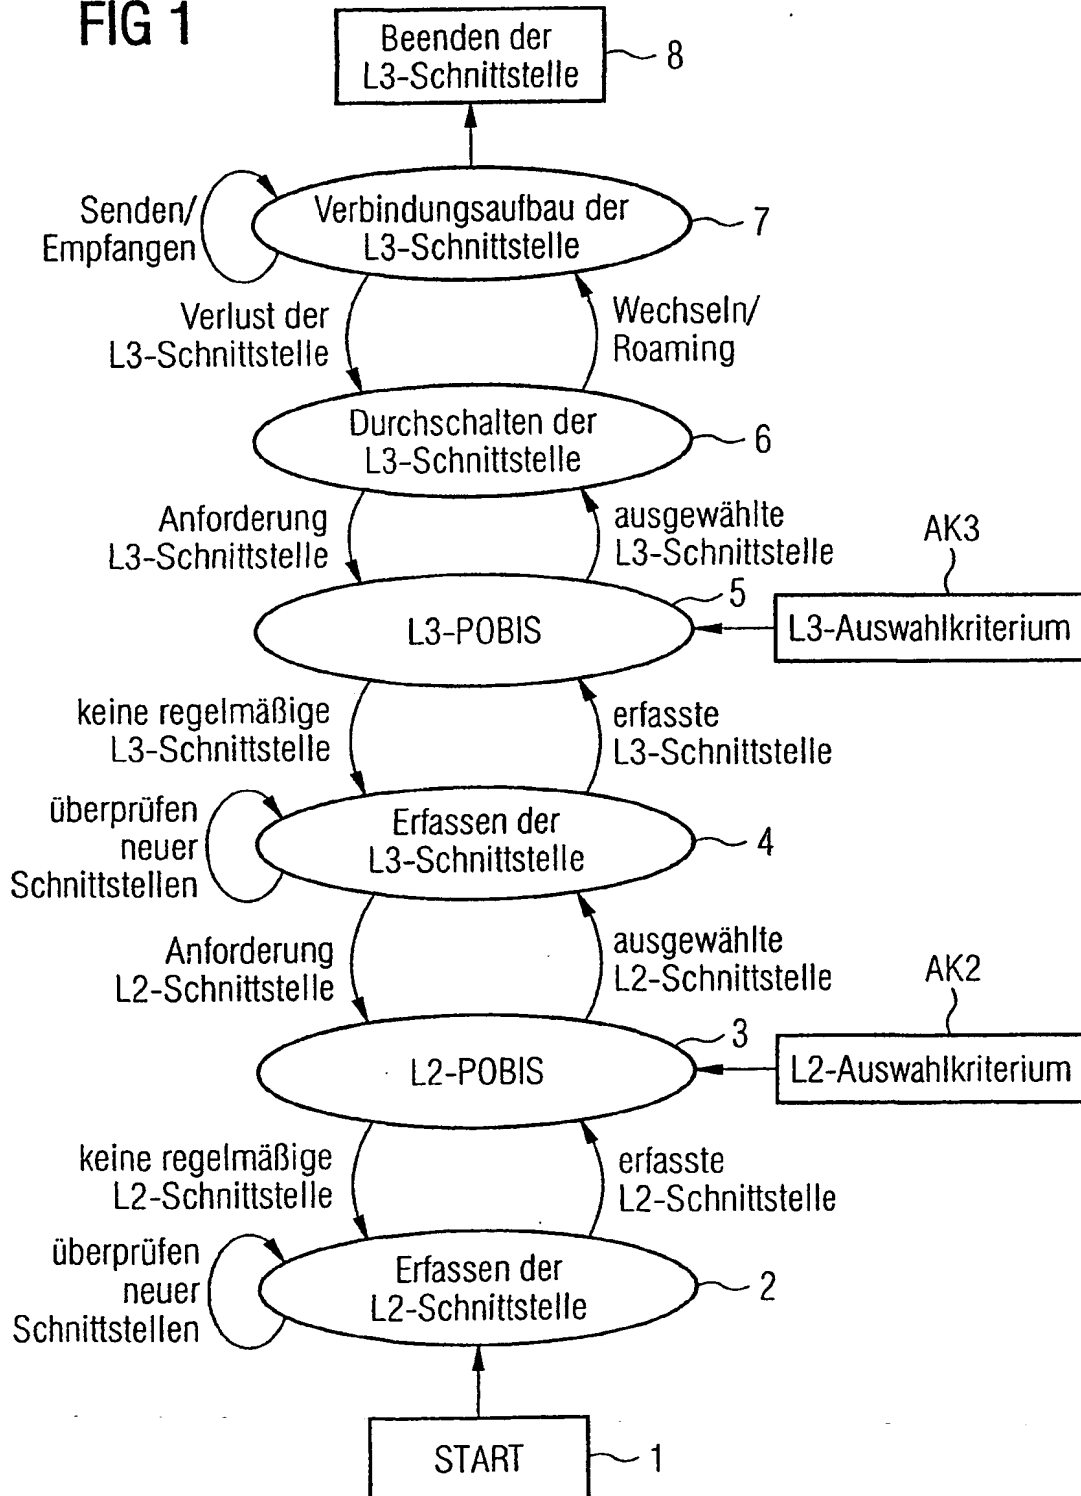 FIG 1
Beenden der
L3-Schnittstelle
8
Senden/
Empfangen
Verbindungsaufbau der
L3-Schnittstelle
7
Verlust der
L3-Schnittstelle
Wechseln/
Roaming
Durchschalten der
L3-Schnittstelle
6
Anforderung
L3-Schnittstelle
ausgewählte
L3-Schnittstelle
AK3
L3-POBIS
5
L3-Auswahlkriterium
keine regelmäßige
L3-Schnittstelle
erfasste
L3-Schnittstelle
überprüfen
neuer
Schnittstellen
Erfassen der
L3-Schnittstelle
4
Anforderung
L2-Schnittstelle
ausgewählte
L2-Schnittstelle
AK2
L2-POBIS
3
L2-Auswahlkriterium
keine regelmäßige
L2-Schnittstelle
erfasste
L2-Schnittstelle
überprüfen
neuer
Schnittstellen
Erfassen der
L2-Schnittstelle
2
START
1